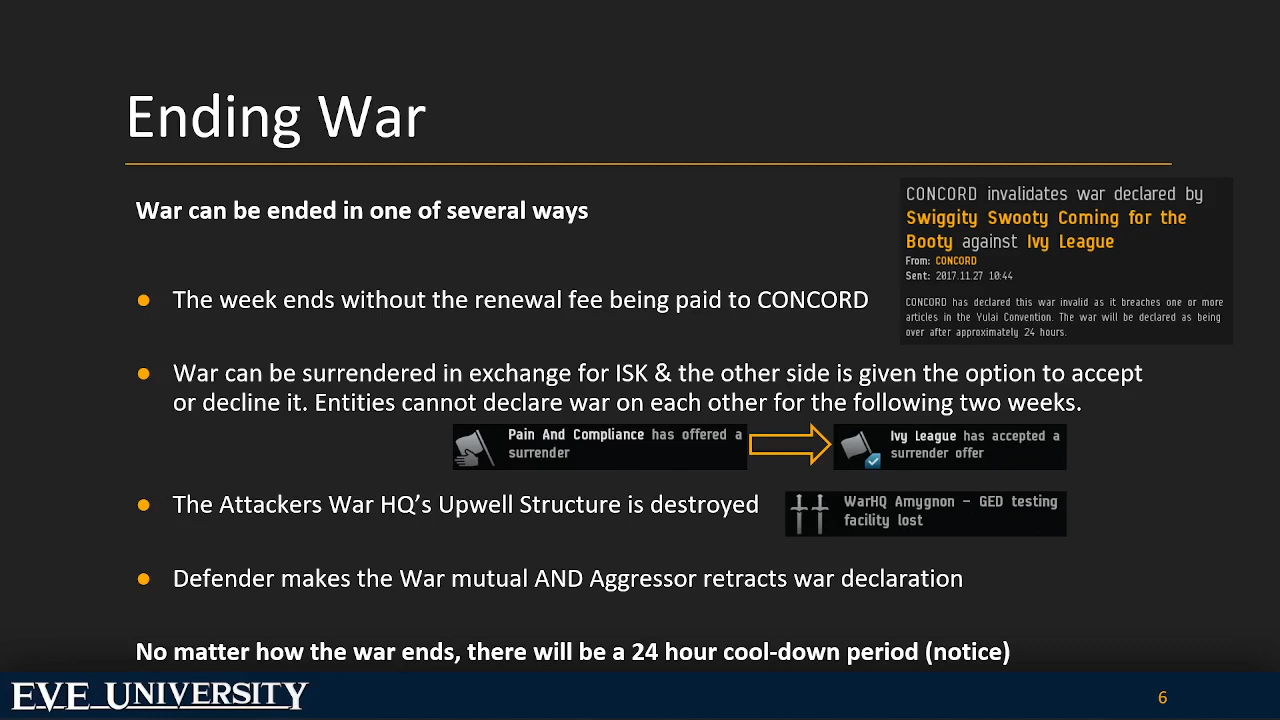 Ending War
War can be ended in one of several ways
CONCORD invalidates war declared by
Swiggity Swooty Coming for the
Booty against Ivy League
From: CONCORD
Sent: 2017.11.27 10:44
CONCORD has declared this war invalid as it breaches one or more
articles in the Yulai Convention. The war will be declared as being
over after approximately 24 hours.
● The week ends without the renewal fee being paid to CONCORD
● War can be surrendered in exchange for ISK & the other side is given the option to accept
or decline it. Entities cannot declare war on each other for the following two weeks.
Pain And Compliance has offered a
surrender
Ivy League has accepted a
surrender offer
● The Attackers War HQ’s Upwell Structure is destroyed
WarHQ Amygnon - GED testing
facility lost
● Defender makes the War mutual AND Aggressor retracts war declaration
No matter how the war ends, there will be a 24 hour cool-down period (notice)
EVE UNIVERSITY
6